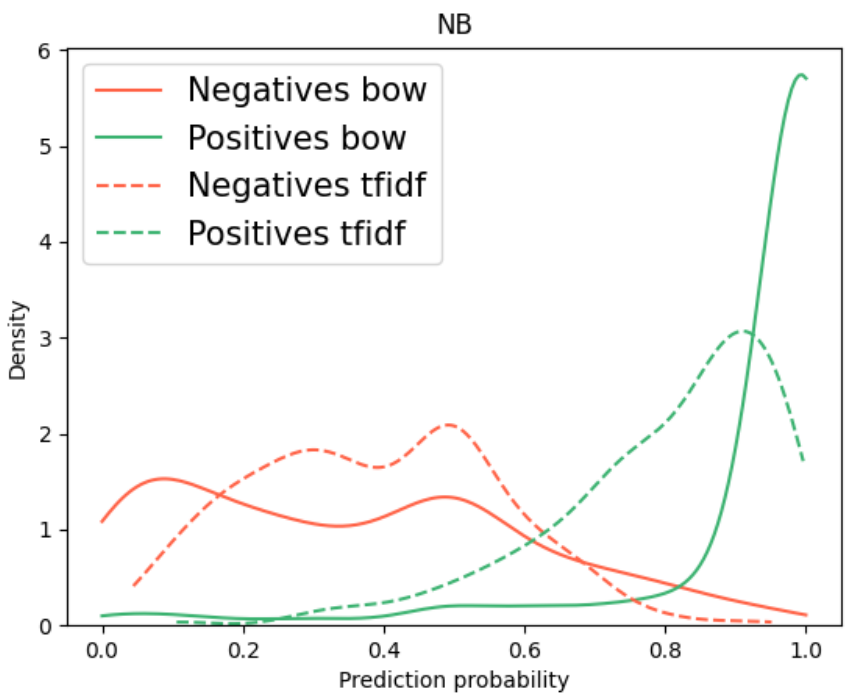 NB
Negatives bow
Positives bow
Negatives tfidf
Positives tfidf
6
5
4
3
2
1
0
Density
0.0 0.2 0.4 0.6 0.8 1.0
Prediction probability